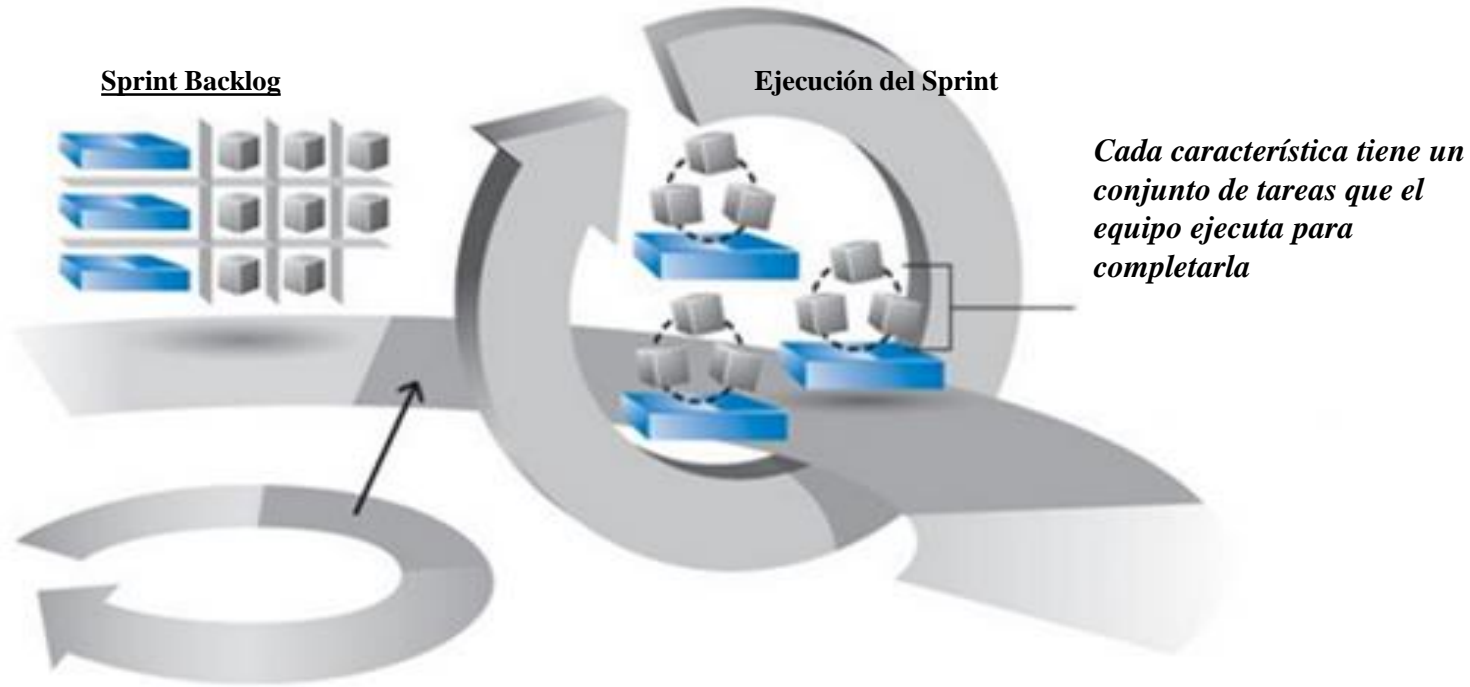 Sprint Backlog
Ejecución del Sprint
Cada característica tiene un
conjunto de tareas que el
equipo ejecuta para
completarla